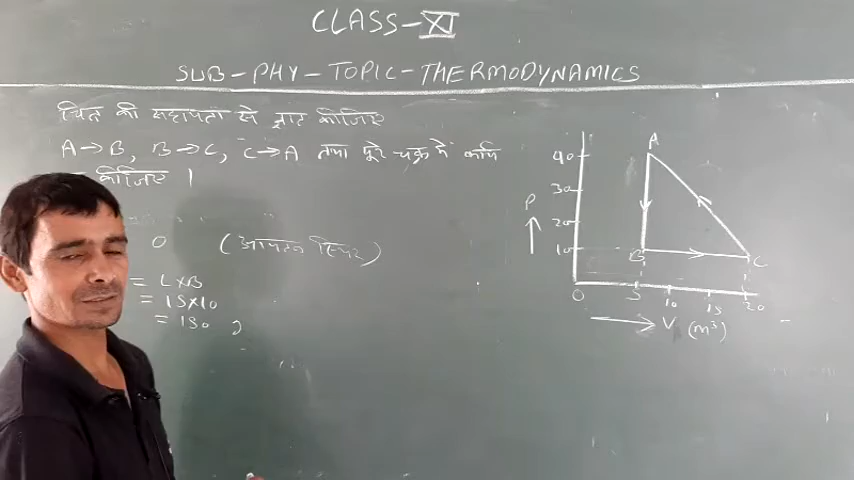 CLASS-XI
SUB-PHY-TOPIC-THERMODYNAMICS
चित्र की सहायता से ज्ञात कीजिए
A→B, B→C, C→A तथा पूरे चक्र में कार्य
कीजिए ।
0 (आयतन स्थिर)
= L×B
= 15×10
= 150 J
A
40
30
P
20
10
B
C
0 5 10 15 20
V (m³)